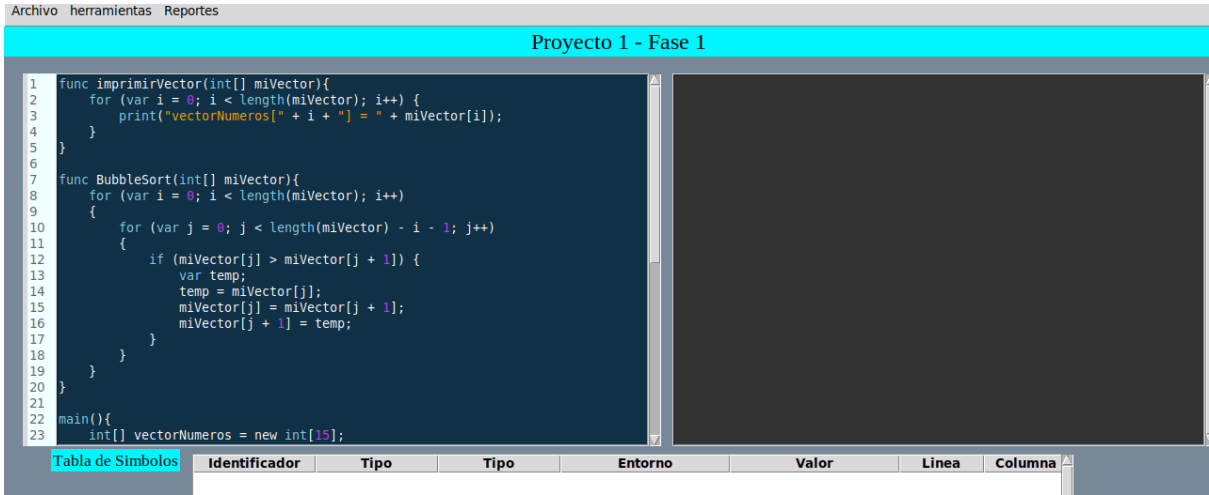 Archivo herramientas Reportes
Proyecto 1 - Fase 1
1 func imprimirVector(int[] miVector){
2     for (var i = 0; i < length(miVector); i++) {
3         print("vectorNumeros[" + i + "] = " + miVector[i]);
4     }
5 }
6
7 func BubbleSort(int[] miVector){
8     for (var i = 0; i < length(miVector); i++)
9     {
10         for (var j = 0; j < length(miVector) - i - 1; j++)
11         {
12             if (miVector[j] > miVector[j + 1]) {
13                 var temp;
14                 temp = miVector[j];
15                 miVector[j] = miVector[j + 1];
16                 miVector[j + 1] = temp;
17             }
18         }
19     }
20 }
21
22 main(){
23     int[] vectorNumeros = new int[15];
Tabla de Simbolos
Identificador Tipo Tipo Entorno Valor Linea Columna